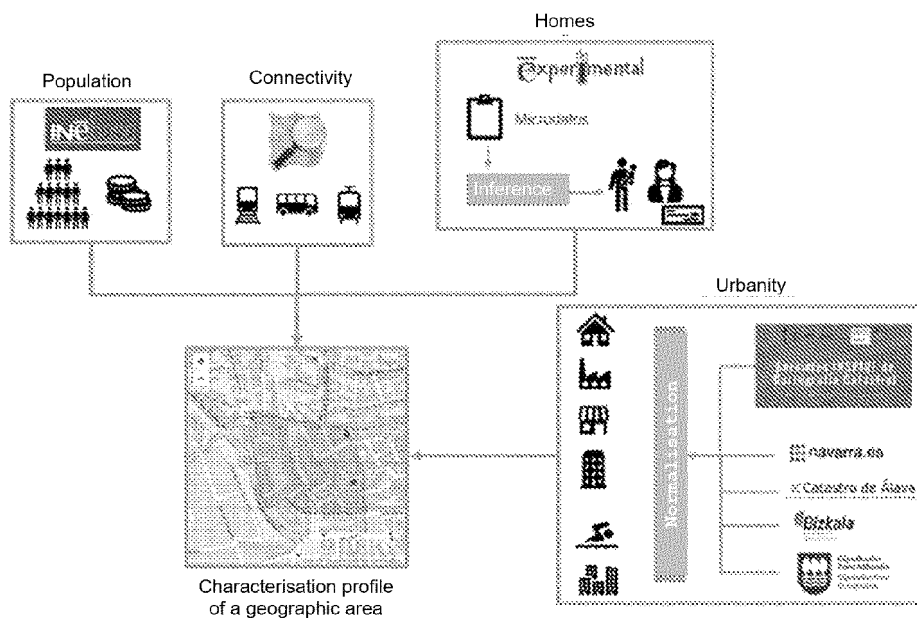 Homes
Population
Connectivity
experimental
INe
Microdatos
Inference
Urbanity
Normalisation
navarra.es
Catastro de Álava
Bizkaia
Characterisation profile
of a geographic area